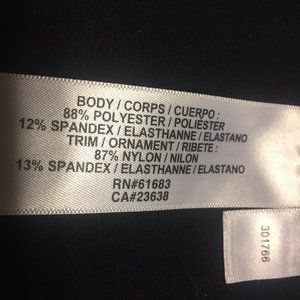 BODY / CORPS / CUERPO :
88% POLYESTER / POLIÉSTER
12% SPANDEX / ELASTHANNE / ELASTANO
TRIM / ORNAMENT / RIBETE :
87% NYLON / NILON
13% SPANDEX / ELASTHANNE / ELASTANO
RN#61683
CA#23638
301766